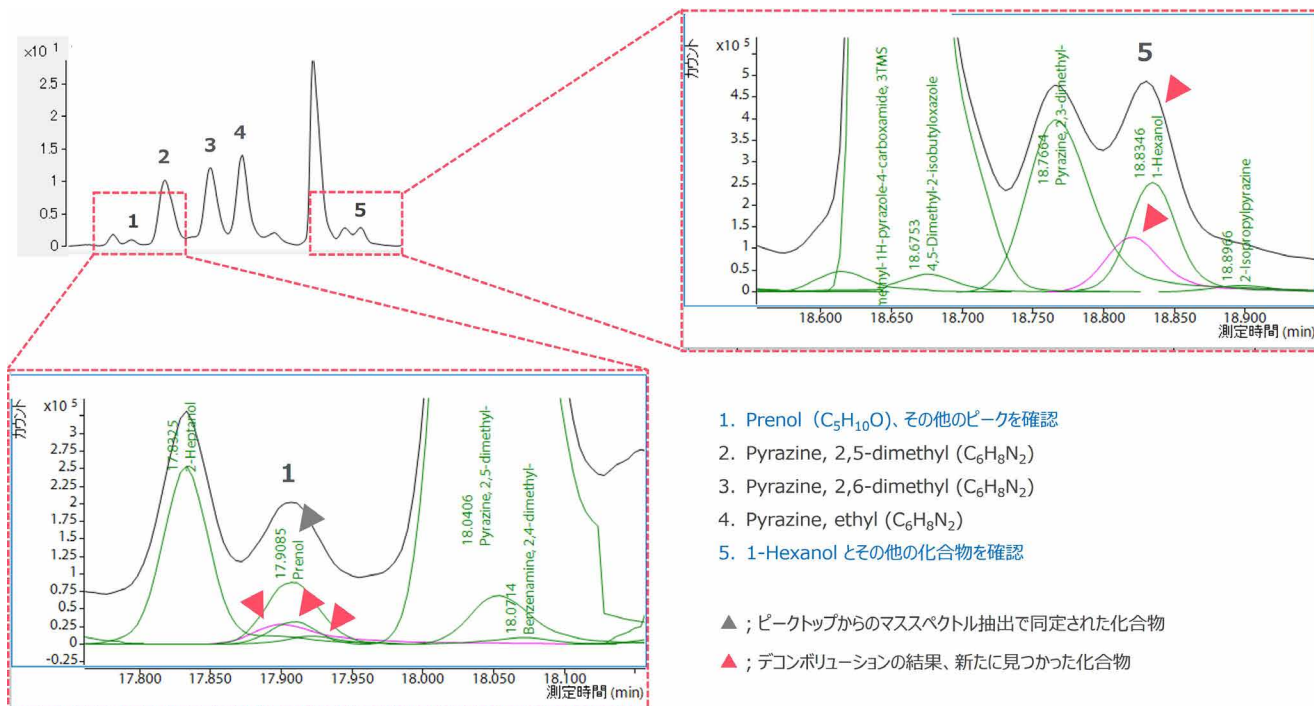 ×10 1
2.5
2
1.5
1
0.5
0
1
2
3
4
5
カウント
×10 5
5
4.5
4
3.5
3
2.5
2
1.5
1
0.5
0
5
methyl-1H-pyrazole-4-carboxamide, 3TMS
18.6753
4,5-Dimethyl-2-isobutyloxazole
18.7664
Pyrazine, 2,3-dimethyl-
18.8346
1-Hexanol
18.8966
2-Isopropylpyrazine
18.600 18.650 18.700 18.750 18.800 18.850 18.900
測定時間 (min)
カウント
×10 5
3.25
3
2.75
2.5
2.25
2
1.75
1.5
1.25
1
0.75
0.5
0.25
0
-0.25
17.8325
2-Heptanol
1
17.9085
Prenol
18.0406
Pyrazine, 2,5-dimethyl-
18.0714
Benzenamine, 2,4-dimethyl-
17.800 17.850 17.900 17.950 18.000 18.050 18.100
測定時間 (min)
1. Prenol（C5H10O)、その他のピークを確認
2. Pyrazine, 2,5-dimethyl (C6H8N2)
3. Pyrazine, 2,6-dimethyl (C6H8N2)
4. Pyrazine, ethyl (C6H8N2)
5. 1-Hexanol とその他の化合物を確認
▲ ; ピークトップからのマススペクトル抽出で同定された化合物
▲ ; デコンボリューションの結果、新たに見つかった化合物